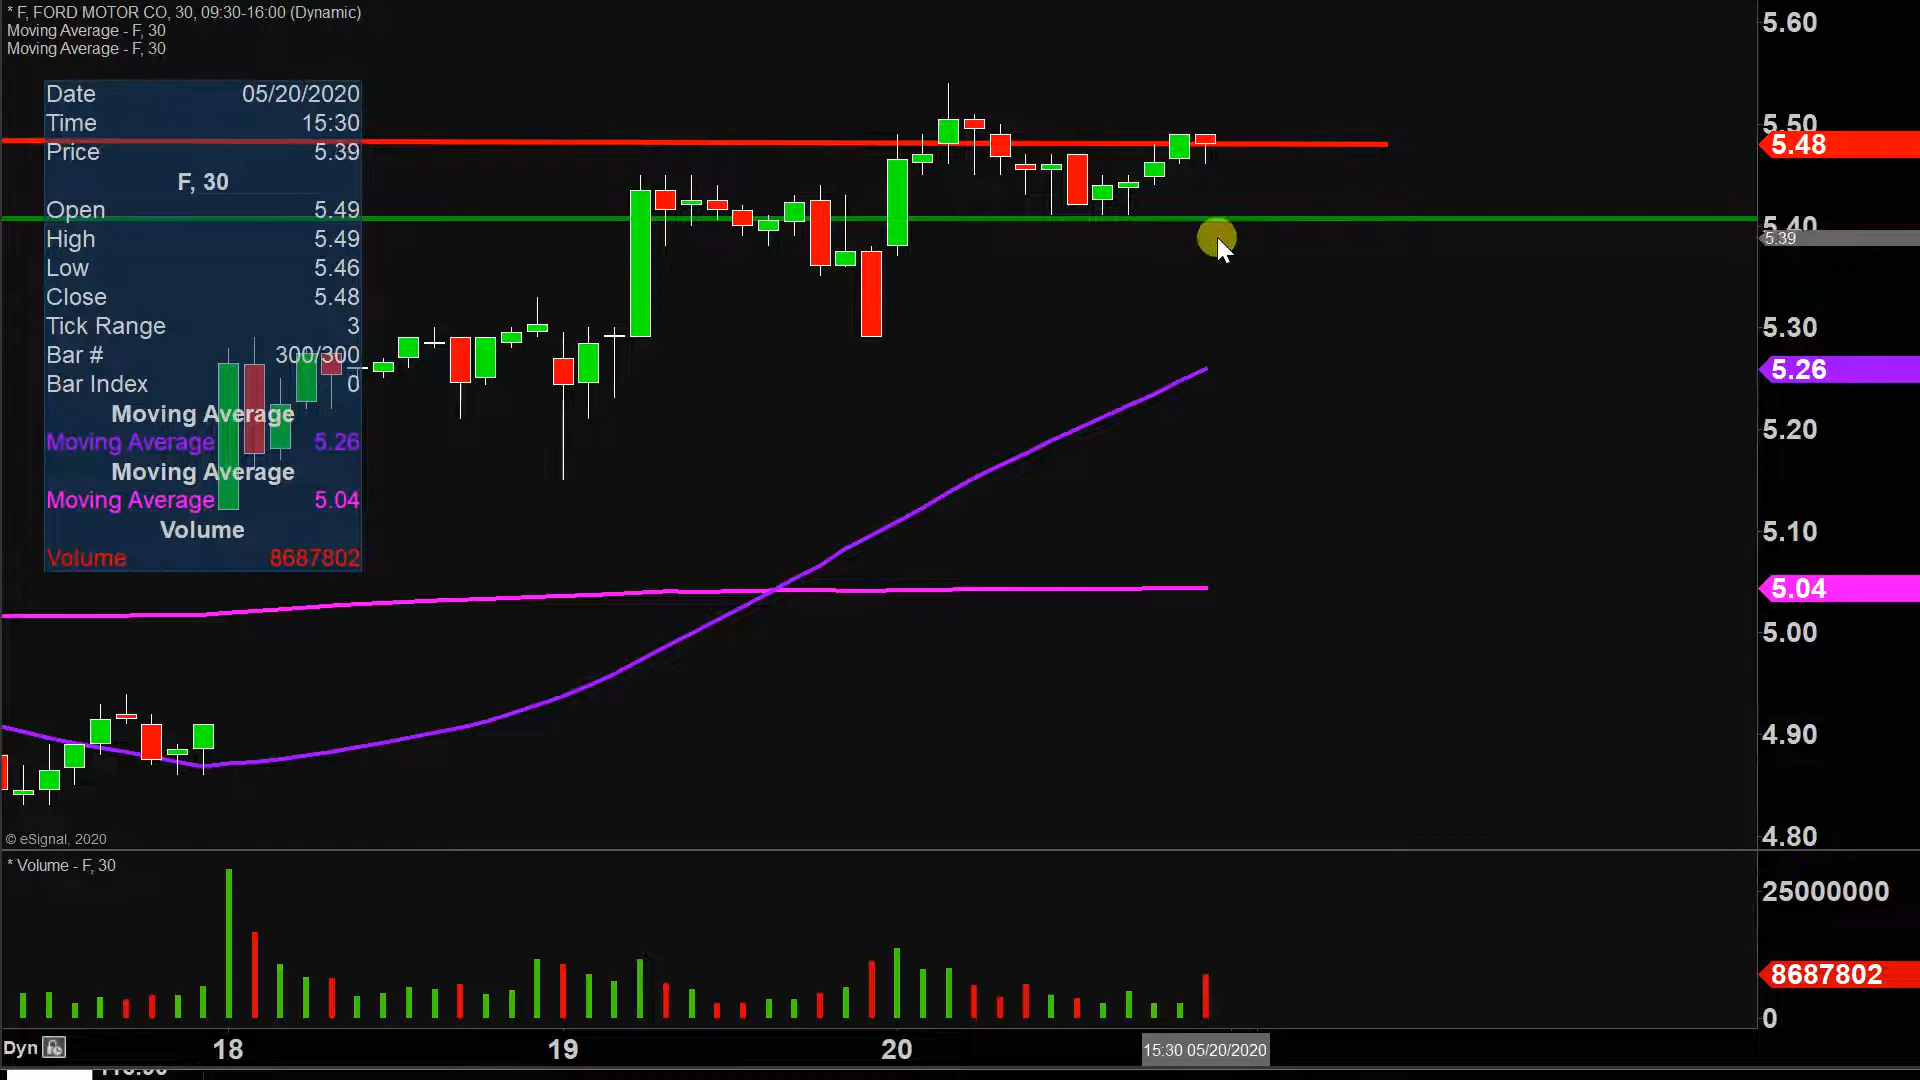 * F, FORD MOTOR CO, 30, 09:30-16:00 (Dynamic)
Moving Average - F, 30
Moving Average - F, 30
Date 05/20/2020
Time 15:30
Price 5.39
F, 30
Open 5.49
High 5.49
Low 5.46
Close 5.48
Tick Range 3
Bar # 300/300
Bar Index 0
Moving Average
Moving Average 5.26
Moving Average
Moving Average 5.04
Volume
Volume 8687802
5.60
5.50
5.48
5.40
5.39
5.30
5.26
5.20
5.10
5.04
5.00
4.90
4.80
© eSignal, 2020
* Volume - F, 30
25000000
8687802
0
Dyn 18 19 20 15:30 05/20/2020